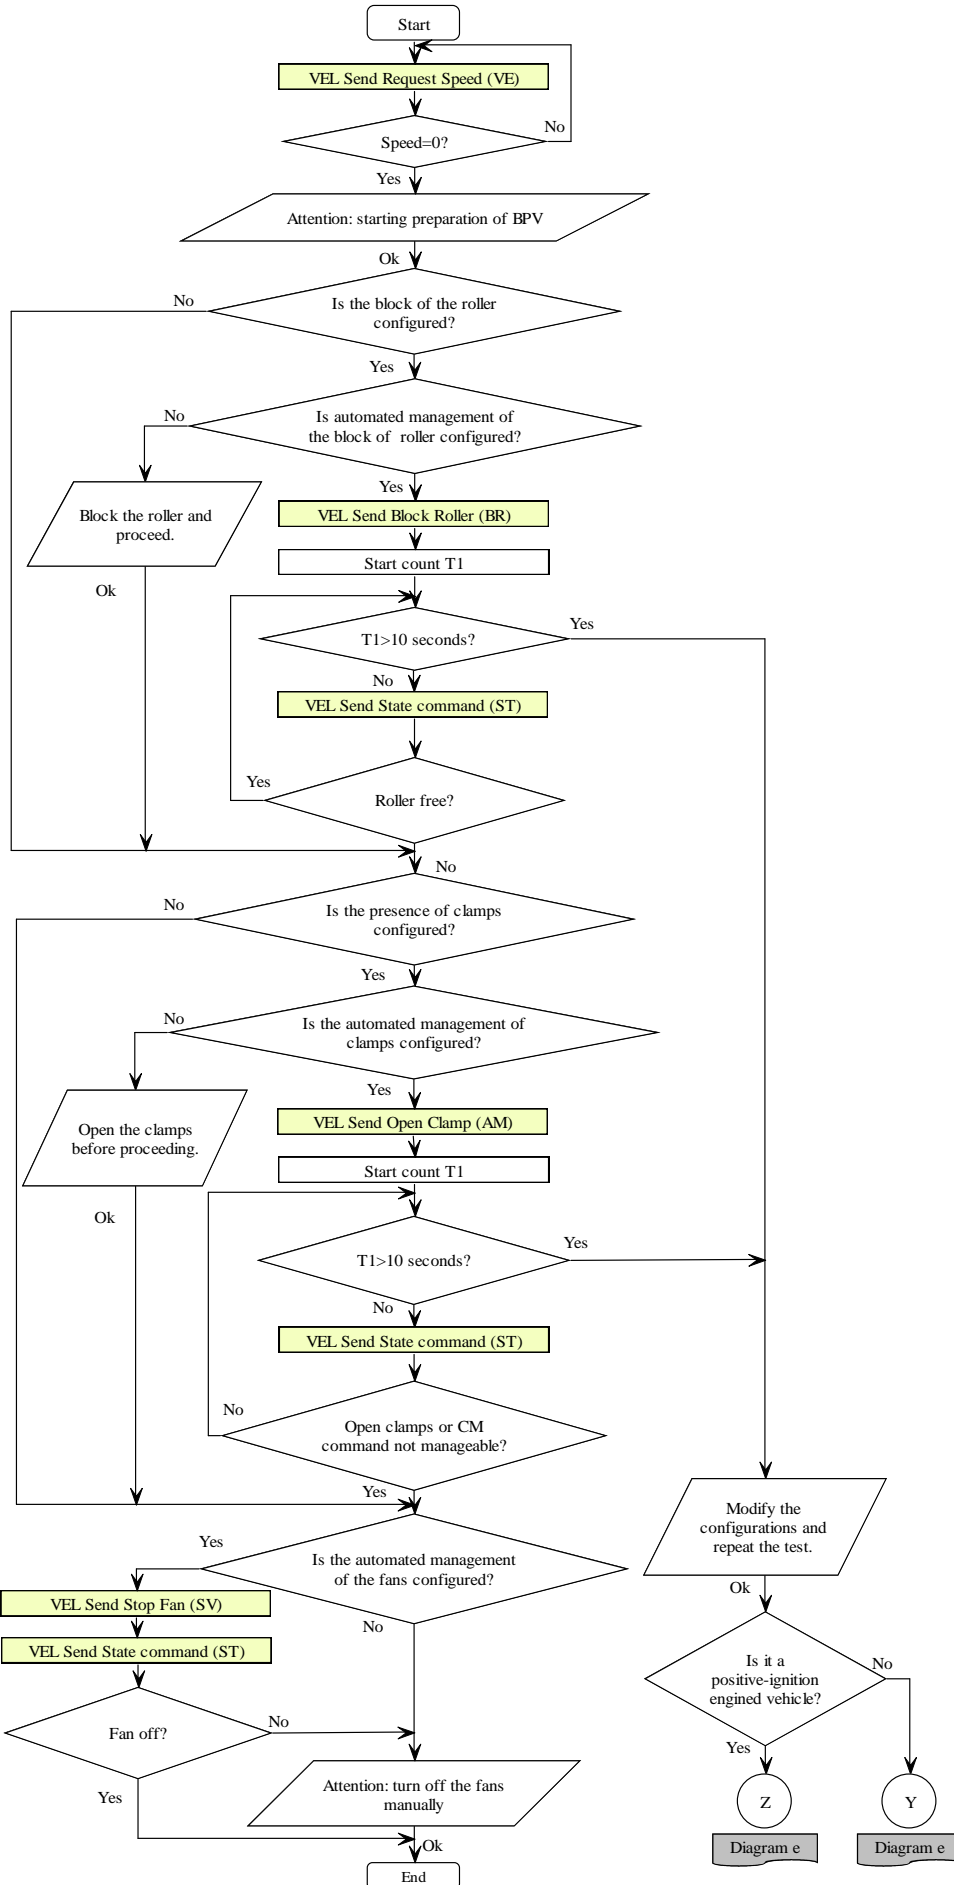 Start
VEL Send Request Speed (VE)
No
Speed=0?
Yes
Attention: starting preparation of BPV
Ok
No
Is the block of the roller
configured?
Yes
No
Is automated management of
the block of roller configured?
Yes
Block the roller and
proceed.
VEL Send Block Roller (BR)
Start count T1
Ok
Yes
T1>10 seconds?
No
VEL Send State command (ST)
Yes
Roller free?
No
No
Is the presence of clamps
configured?
Yes
No
Is the automated management of
clamps configured?
Yes
VEL Send Open Clamp (AM)
Open the clamps
before proceeding.
Start count T1
Ok
Yes
T1>10 seconds?
No
VEL Send State command (ST)
No
Open clamps or CM
command not manageable?
Yes
Modify the
configurations and
repeat the test.
Yes
Is the automated management
of the fans configured?
Ok
VEL Send Stop Fan (SV)
No
VEL Send State command (ST)
Is it a
positive-ignition
engined vehicle?
No
No
Fan off?
Yes
Attention: turn off the fans
manually
Yes
Z
Y
Ok
Diagram e
Diagram e
End